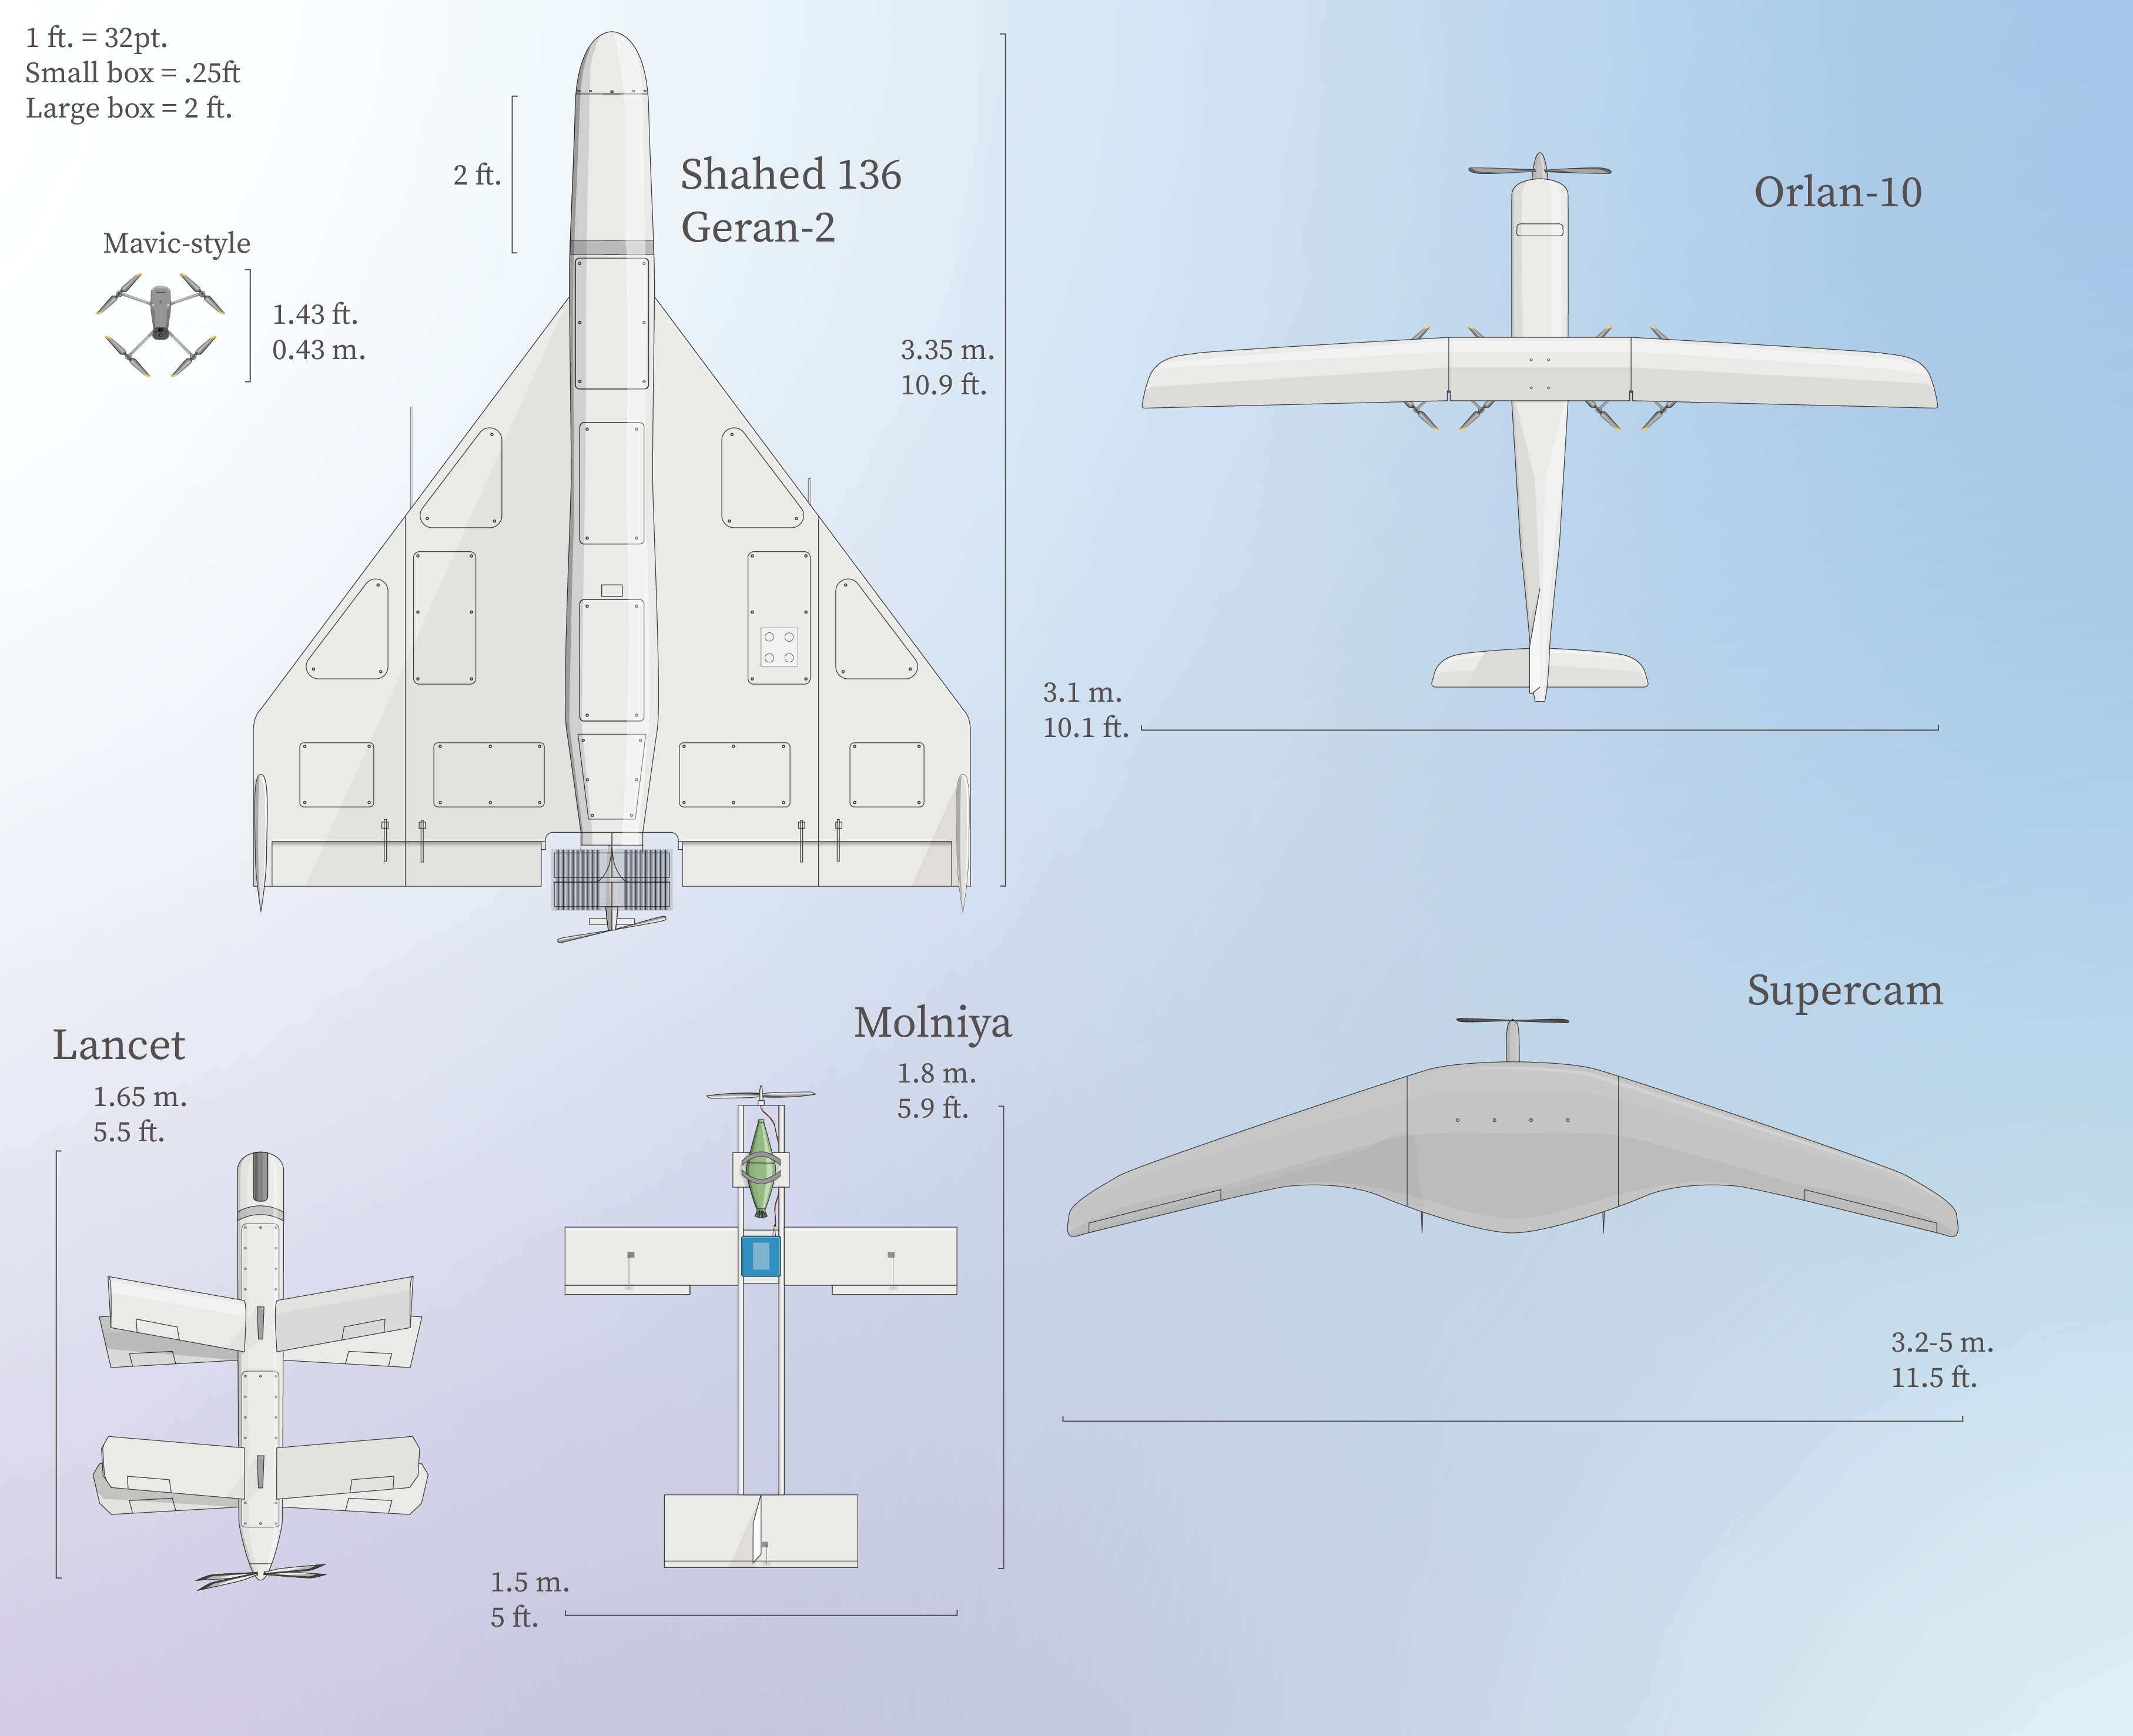 1 ft. = 32pt.
Small box = .25ft
Large box = 2 ft.
2 ft.
Shahed 136
Geran-2
Orlan-10
Mavic-style
1.43 ft.
0.43 m.
3.35 m.
10.9 ft.
3.1 m.
10.1 ft.
Lancet
1.65 m.
5.5 ft.
Molniya
1.8 m.
5.9 ft.
Supercam
3.2-5 m.
11.5 ft.
1.5 m.
5 ft.